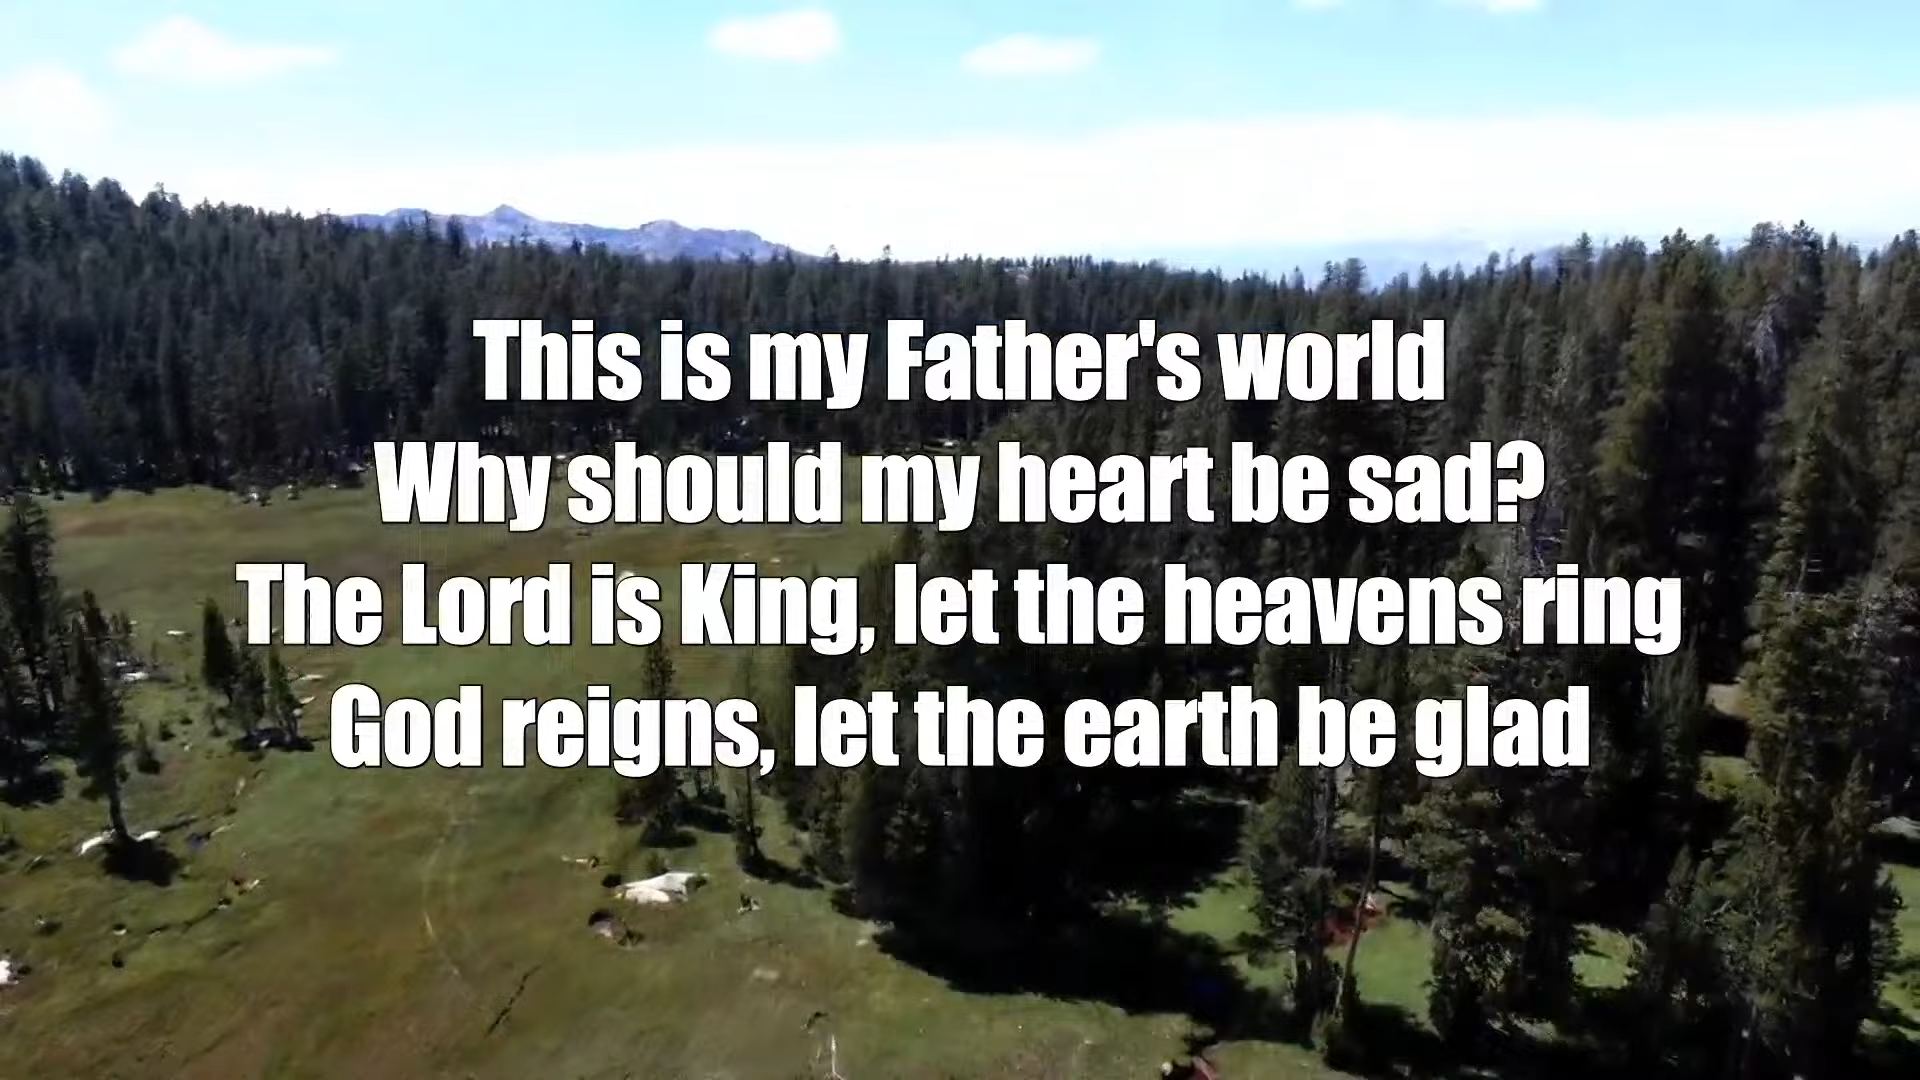 This is my Father's world
Why should my heart be sad?
The Lord is King, let the heavens ring
God reigns, let the earth be glad